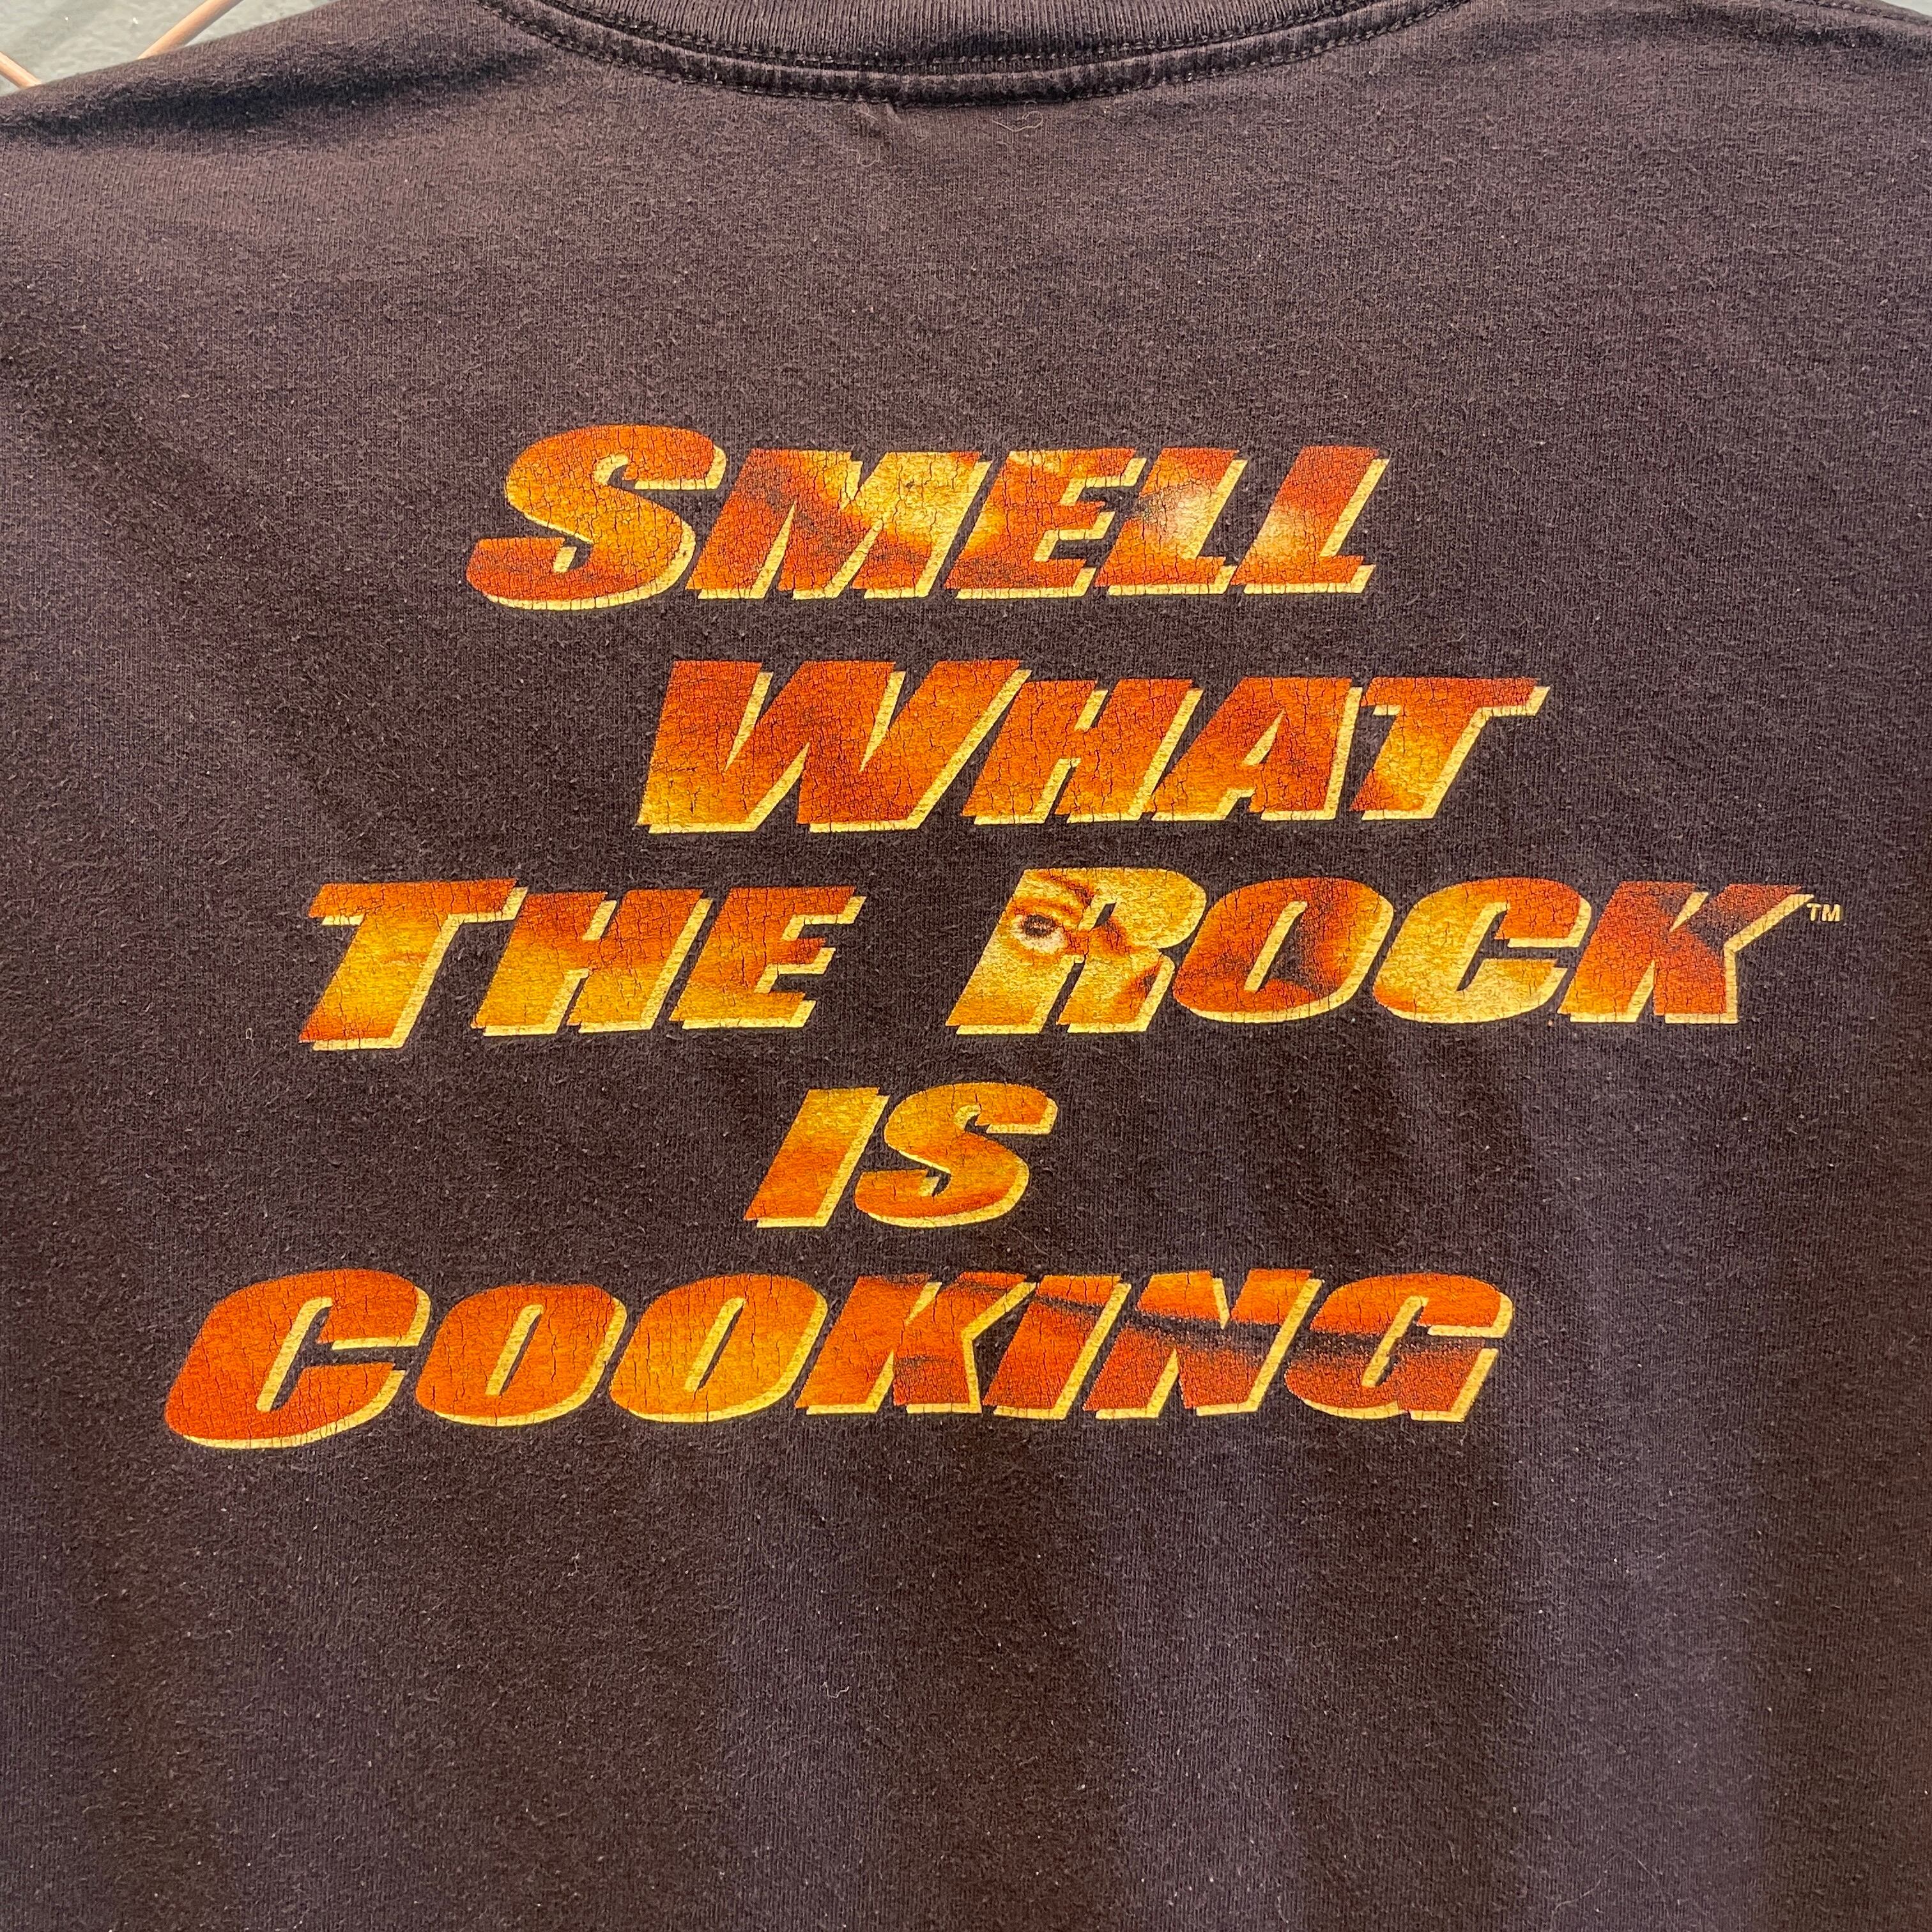 SMELL
WHAT
THE ROCK™
IS
COOKING